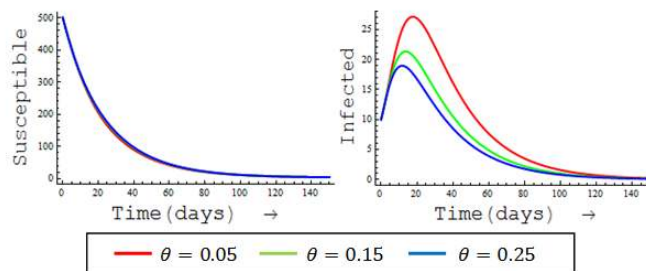 Susceptible
500
400
300
200
100
0
0 20 40 60 80 100 120 140
Time(days) →
Infected
25
20
15
10
5
0
0 20 40 60 80 100 120 140
Time(days) →
θ = 0.05 θ = 0.15 θ = 0.25